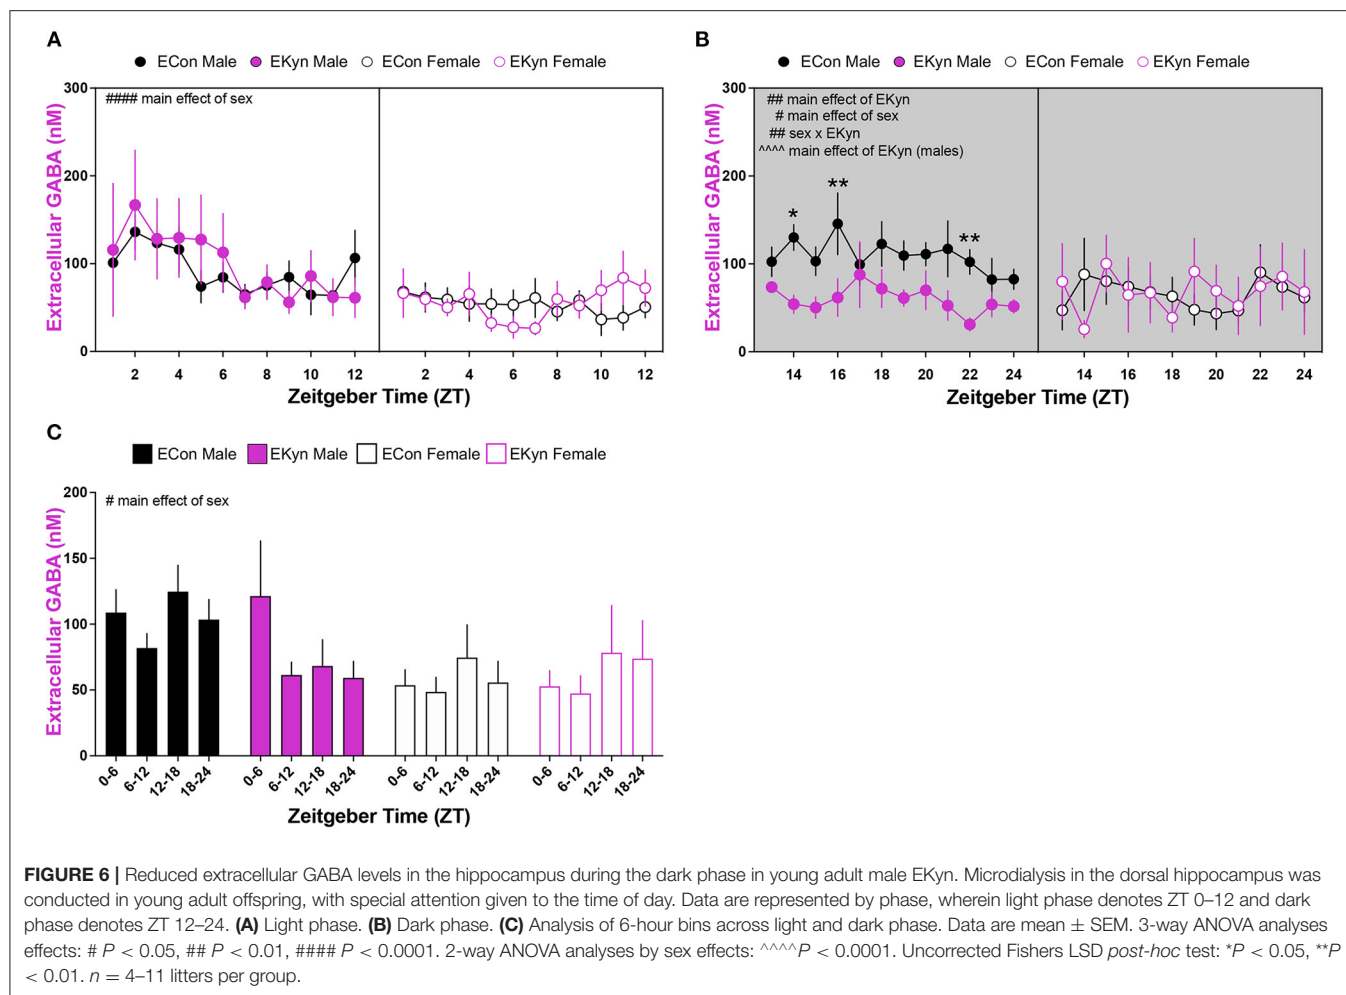 A
ECon Male EKyn Male ECon Female EKyn Female
Extracellular GABA (nM)
300
200
100
0
#### main effect of sex
2 4 6 8 10 12 2 4 6 8 10 12
Zeitgeber Time (ZT)
B
ECon Male EKyn Male ECon Female EKyn Female
Extracellular GABA (nM)
300
200
100
0
## main effect of EKyn
# main effect of sex
## sex x EKyn
^^^^ main effect of EKyn (males)
* ** **
14 16 18 20 22 24 14 16 18 20 22 24
Zeitgeber Time (ZT)
C
ECon Male EKyn Male ECon Female EKyn Female
Extracellular GABA (nM)
200
150
100
50
0
# main effect of sex
0-6 6-12 12-18 18-24 0-6 6-12 12-18 18-24 0-6 6-12 12-18 18-24 0-6 6-12 12-18 18-24
Zeitgeber Time (ZT)
FIGURE 6 | Reduced extracellular GABA levels in the hippocampus during the dark phase in young adult male EKyn. Microdialysis in the dorsal hippocampus was
conducted in young adult offspring, with special attention given to the time of day. Data are represented by phase, wherein light phase denotes ZT 0–12 and dark
phase denotes ZT 12–24. (A) Light phase. (B) Dark phase. (C) Analysis of 6-hour bins across light and dark phase. Data are mean ± SEM. 3-way ANOVA analyses
effects: # P < 0.05, ## P < 0.01, #### P < 0.0001. 2-way ANOVA analyses by sex effects: ^^^^P < 0.0001. Uncorrected Fishers LSD post-hoc test: *P < 0.05, **P
< 0.01. n = 4–11 litters per group.